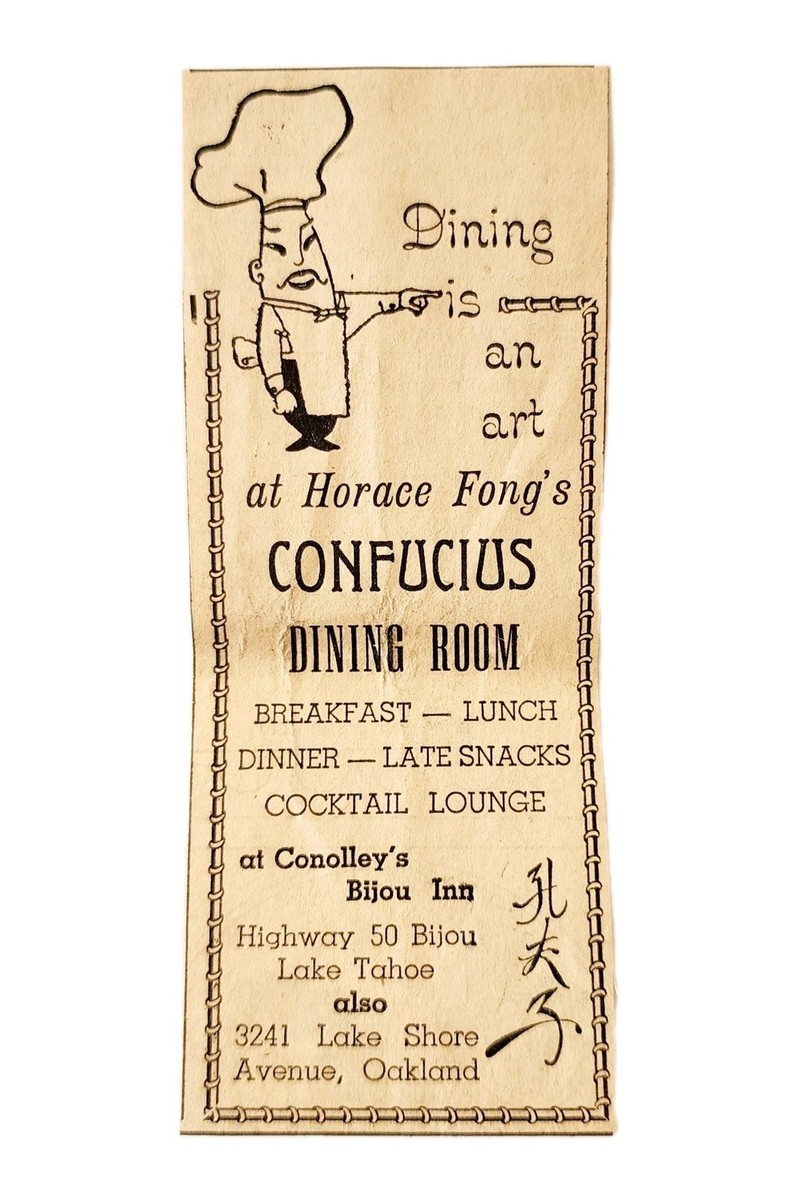 Dining
is
an
art
at Horace Fong's
CONFUCIUS
DINING ROOM
BREAKFAST — LUNCH
DINNER — LATE SNACKS
COCKTAIL LOUNGE
at Conolley's
Bijou Inn
Highway 50 Bijou
Lake Tahoe
also
3241 Lake Shore
Avenue, Oakland
孔夫子